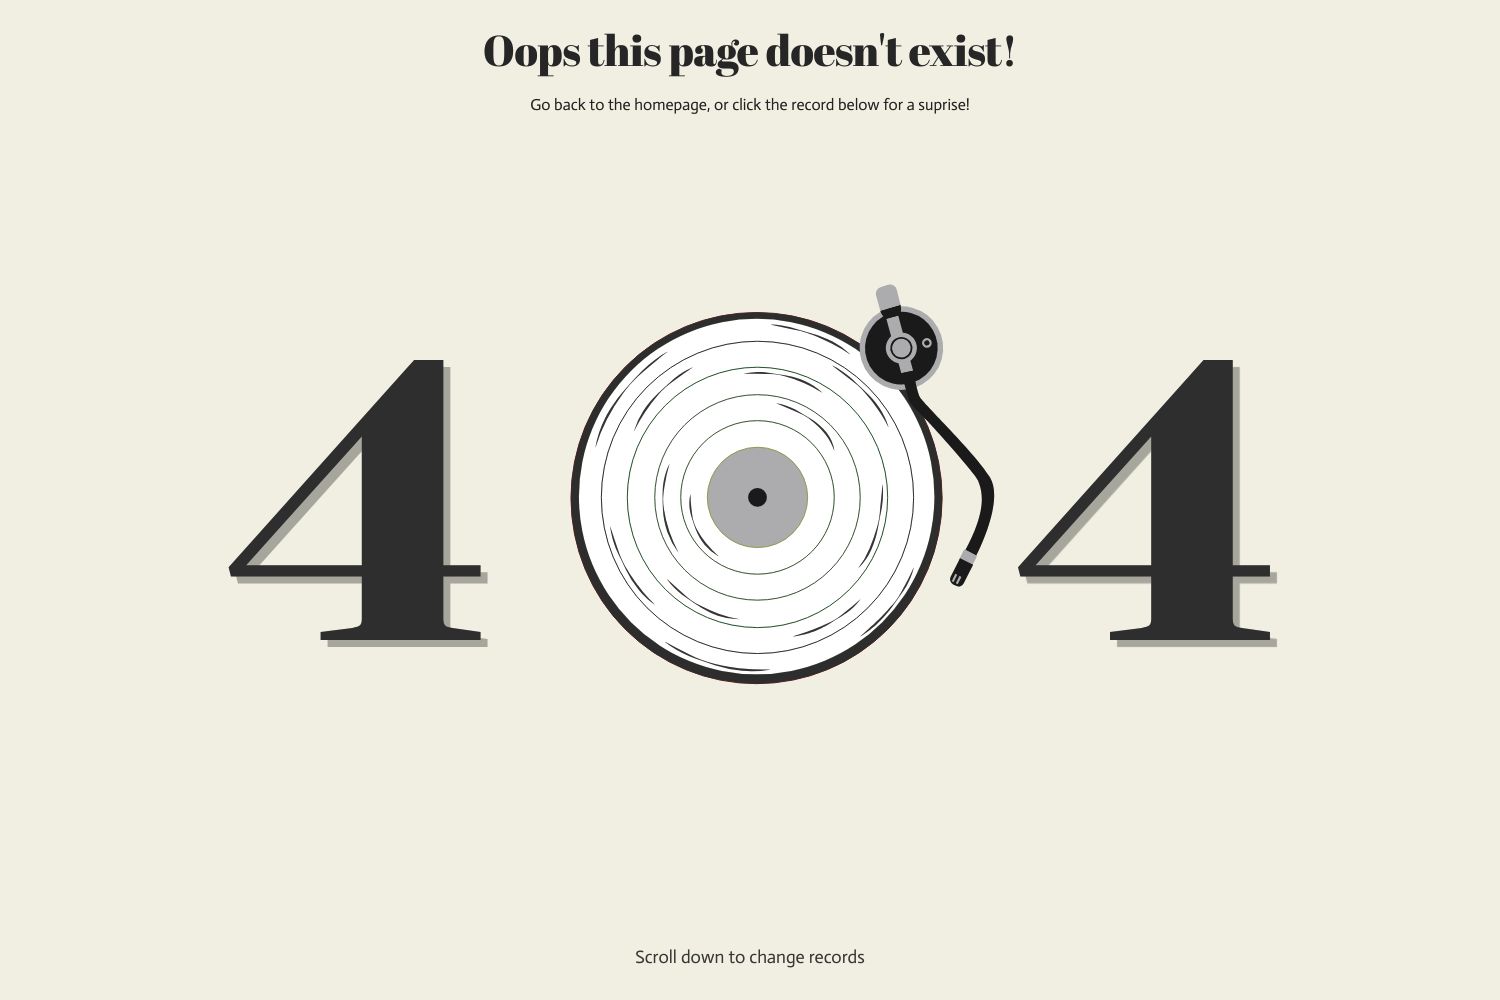 Oops this page doesn't exist!
Go back to the homepage, or click the record below for a suprise!
4 4
Scroll down to change records